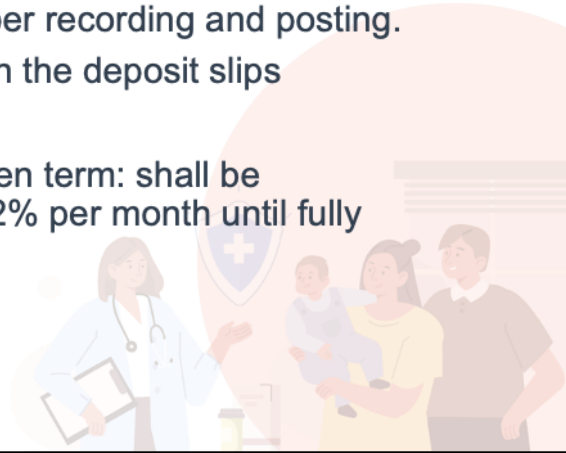 per recording and posting.
n the deposit slips
en term: shall be
2% per month until fully